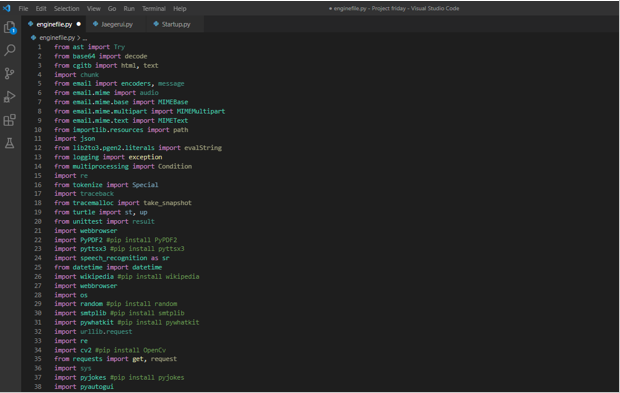 File Edit Selection View Go Run Terminal Help
● enginefile.py - Project friday - Visual Studio Code
enginefile.py ● Jaegerui.py Startup.py
enginefile.py > ...
1 from ast import Try
2 from base64 import decode
3 from cgitb import html, text
4 import chunk
5 from email import encoders, message
6 from email.mime import audio
7 from email.mime.base import MIMEBase
8 from email.mime.multipart import MIMEMultipart
9 from email.mime.text import MIMEText
10 from importlib.resources import path
11 import json
12 from lib2to3.pgen2.literals import evalString
13 from logging import exception
14 from multiprocessing import Condition
15 import re
16 from tokenize import Special
17 import traceback
18 from tracemalloc import take_snapshot
19 from turtle import st, up
20 from unittest import result
21 import webbrowser
22 import PyPDF2 #pip install PyPDF2
23 import pyttsx3 #pip install pyttsx3
24 import speech_recognition as sr
25 from datetime import datetime
26 import wikipedia #pip install wikipedia
27 import webbrowser
28 import os
29 import random #pip install random
30 import smtplib #pip install smtplib
31 import pywhatkit #pip install pywhatkit
32 import urllib.request
33 import re
34 import cv2 #pip install OpenCv
35 from requests import get, request
36 import sys
37 import pyjokes #pip install pyjokes
38 import pyautogui